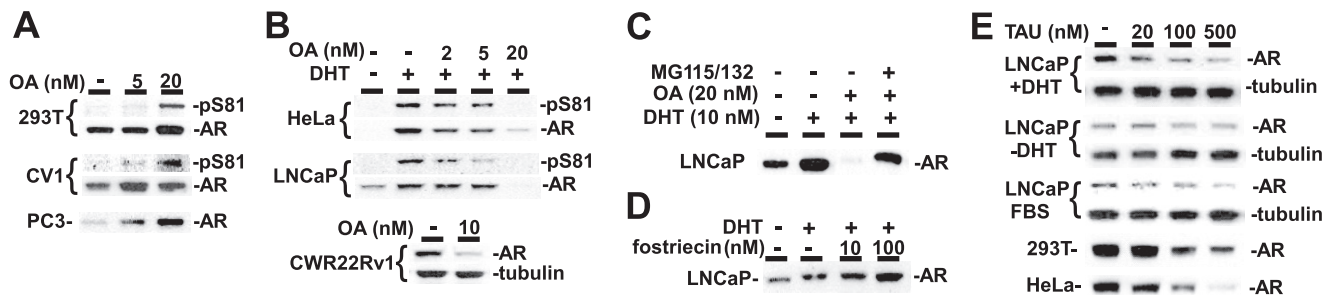 A
OA (nM) - 5 20
293T { -pS81
-AR
CV1 { -pS81
-AR
PC3- -AR
B
OA (nM) - - 2 5 20
DHT - + + + +
HeLa { -pS81
-AR
LNCaP { -pS81
-AR
OA (nM) - 10
CWR22Rv1 { -AR
-tubulin
C
MG115/132 +
OA (20 nM) + +
DHT (10 nM) - + + +
LNCaP -AR
D
DHT + + +
fostriecin (nM) - - 10 100
LNCaP- -AR
E
TAU (nM) - 20 100 500
LNCaP +DHT { -AR
-tubulin
LNCaP -DHT { -AR
-tubulin
LNCaP FBS { -AR
-tubulin
293T- -AR
HeLa- -AR